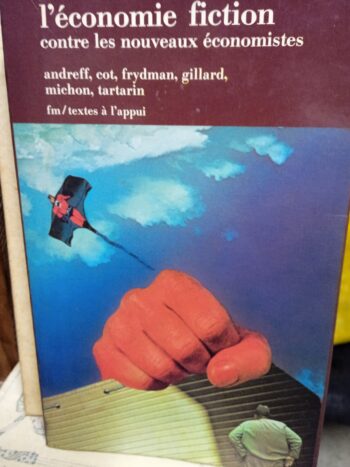 l'économie fiction
contre les nouveaux économistes
andreff, cot, frydman, gillard,
michon, tartarin
fm/textes à l'appui